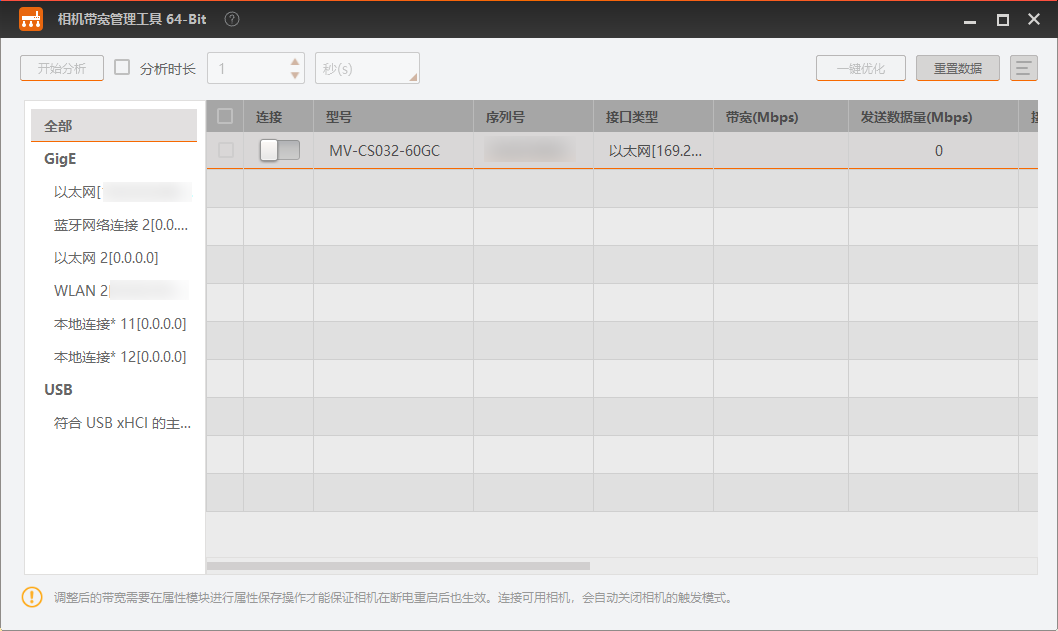 相机带宽管理工具 64-Bit
开始分析 分析时长 1 秒(s) 一键优化 重置数据
全部
GigE
以太网[
蓝牙网络连接 2[0.0....
以太网 2[0.0.0.0]
WLAN 2
本地连接* 11[0.0.0.0]
本地连接* 12[0.0.0.0]
USB
符合 USB xHCI 的主...
连接 型号 序列号 接口类型 带宽(Mbps) 发送数据量(Mbps)
MV-CS032-60GC 以太网[169.2... 0
调整后的带宽需要在属性模块进行属性保存操作才能保证相机在断电重启后也生效。连接可用相机，会自动关闭相机的触发模式。